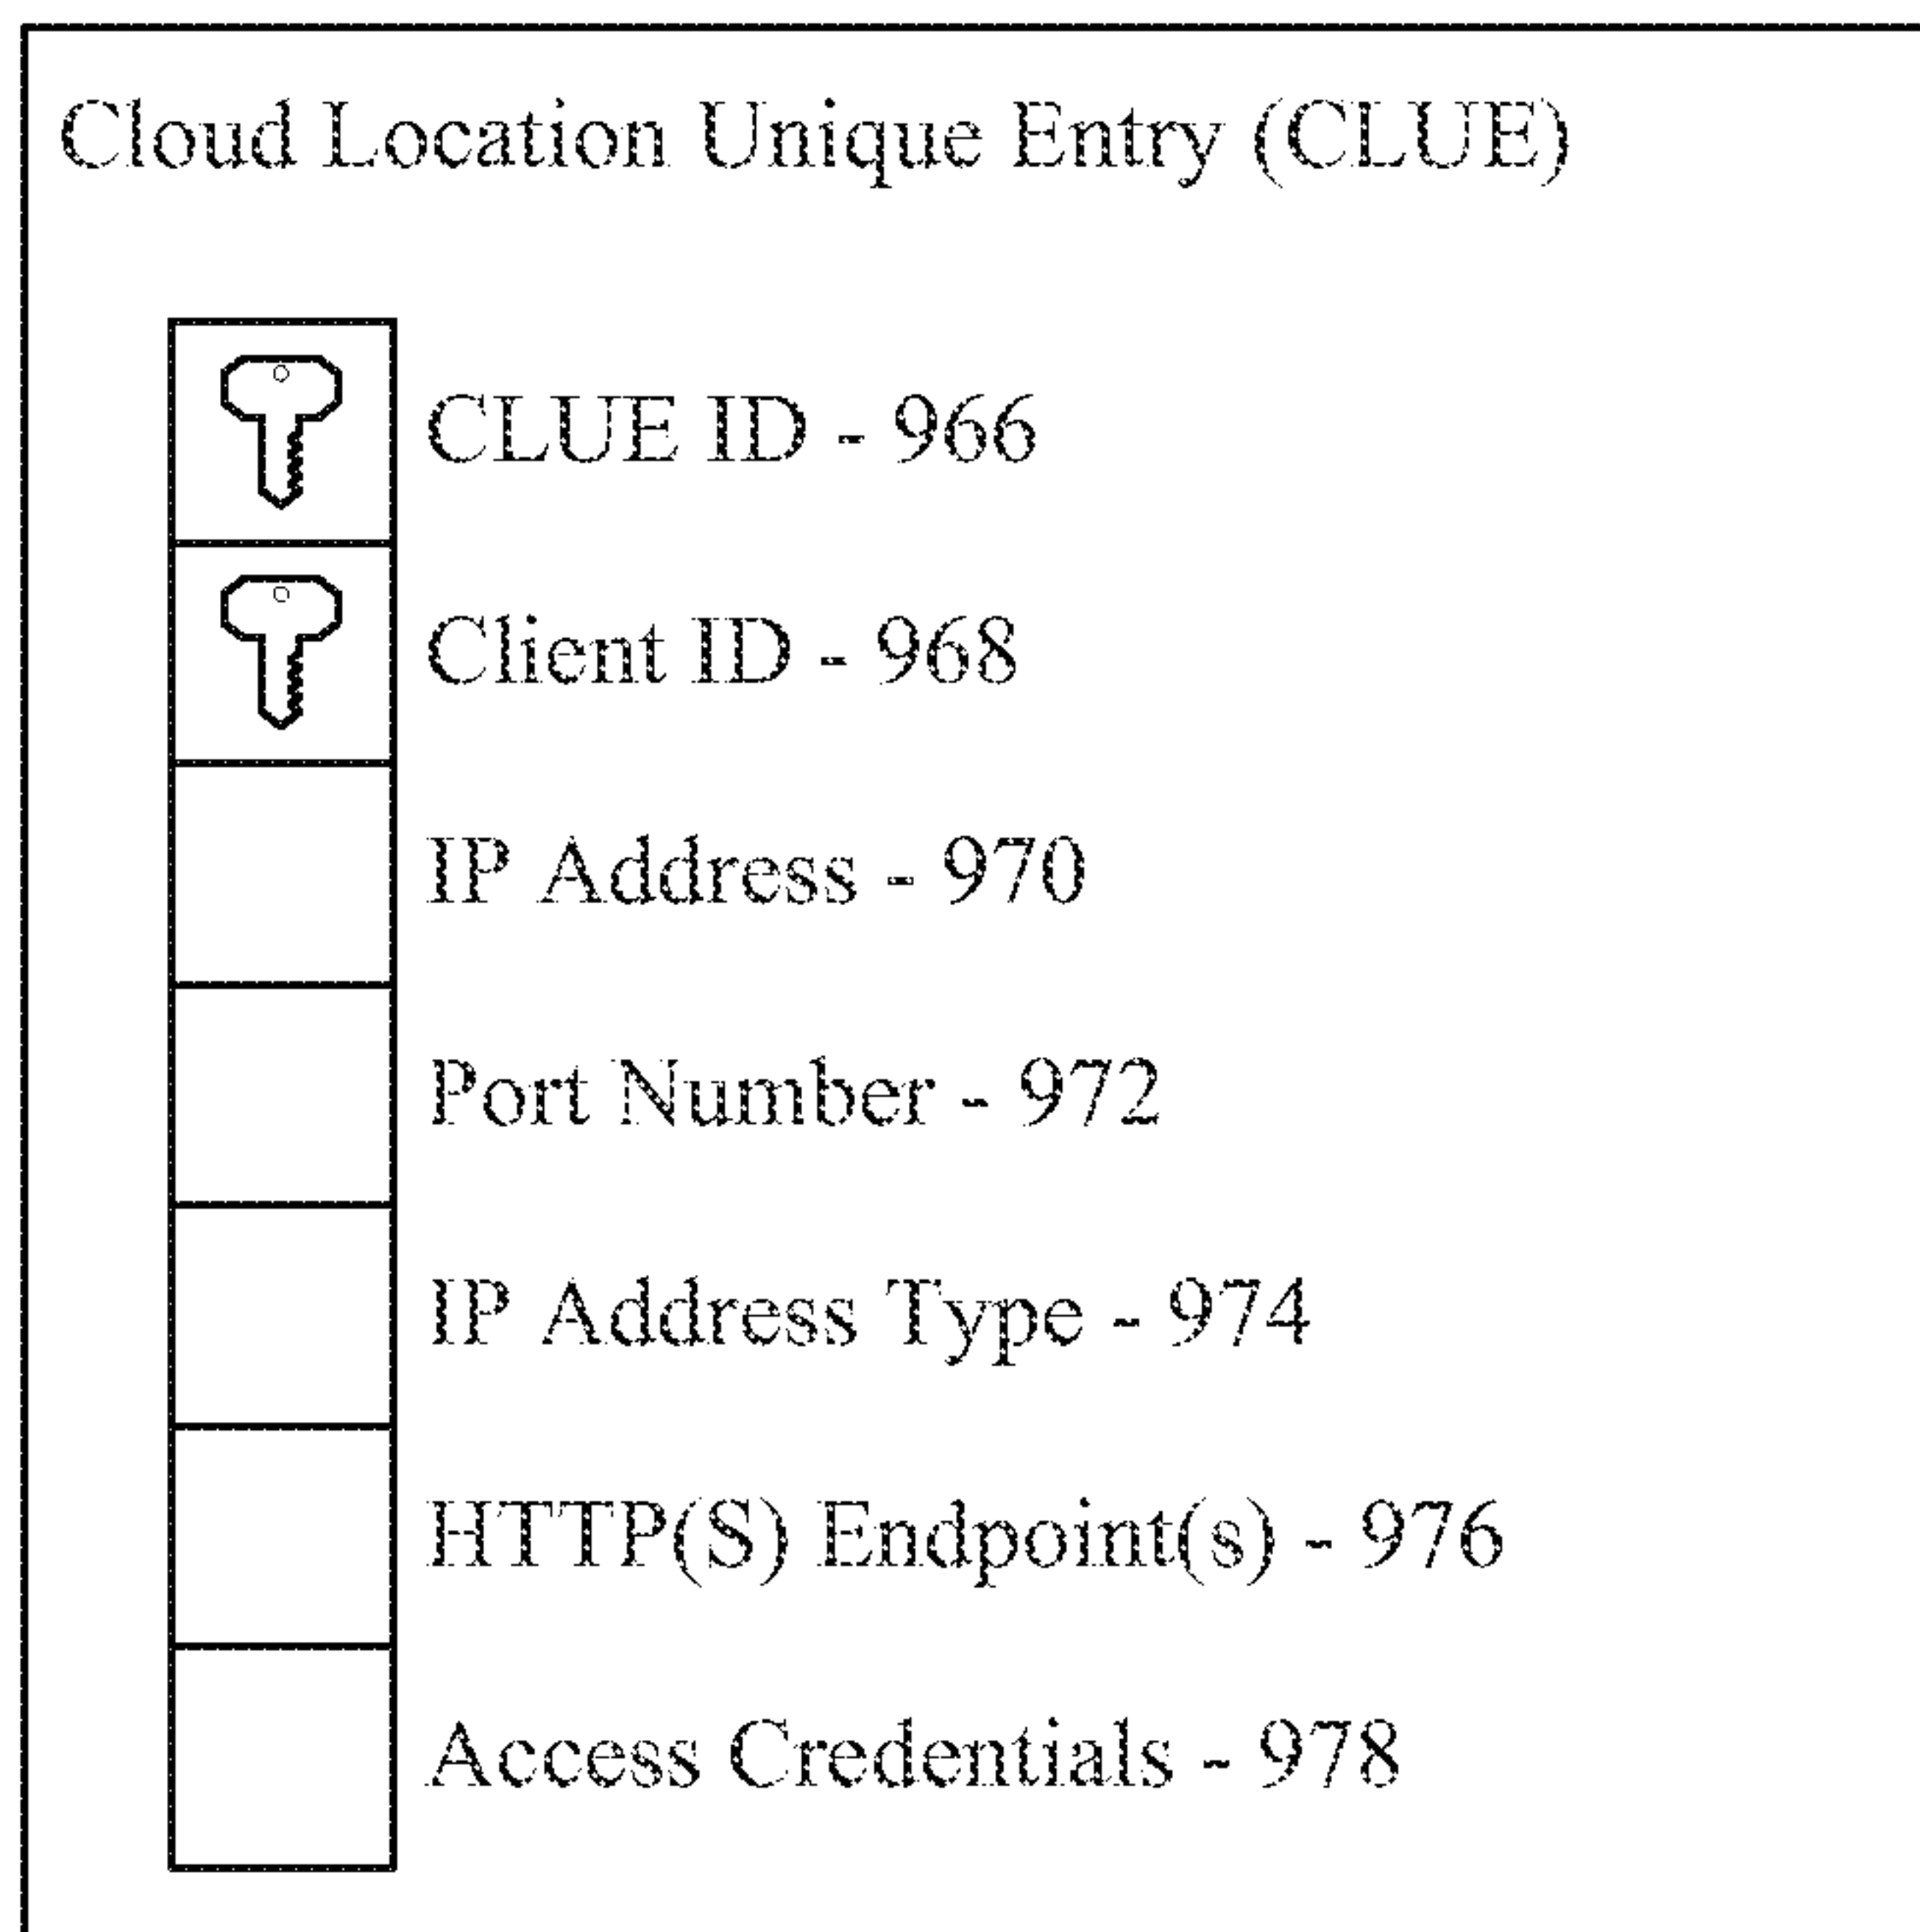 Cloud Location Unique Entry (CLUE)
CLUE ID - 966
Client ID - 968
IP Address - 970
Port Number - 972
IP Address Type - 974
HTTP(S) Endpoint(s) - 976
Access Credentials - 978